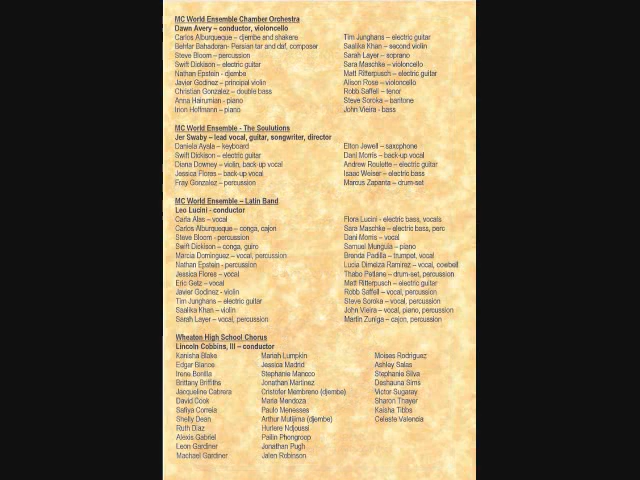 MC World Ensemble Chamber Orchestra
Dawn Avery – conductor, violoncello
Carlos Alburqueque – djembe and shakere
Behfar Bahadoran- Persian tar and daf, composer
Steve Bloom – percussion
Swift Dickison – electric guitar
Nathan Epstein - djembe
Javier Godinez – principal violin
Christian Gonzalez – double bass
Anna Hairumian - piano
Irion Hoffmann – piano
Tim Junghans – electric guitar
Saalika Khan – second violin
Sarah Layer – soprano
Sara Maschke – violoncello
Matt Ritterpusch – electric guitar
Alison Rose – violoncello
Robb Saffell – tenor
Steve Soroka – baritone
John Vieira - bass
MC World Ensemble - The Soulutions
Jer Swaby – lead vocal, guitar, songwriter, director
Daniela Ayala – keyboard
Swift Dickison – electric guitar
Diana Downey – violin, back-up vocal
Jessica Flores – back-up vocal
Fray Gonzalez – percussion
Elton Jewell – saxophone
Dani Morris – back-up vocal
Andrew Roulette – electric guitar
Isaac Weiser – electric bass
Marcus Zapanta – drum-set
MC World Ensemble – Latin Band
Leo Lucini - conductor
Carla Alas – vocal
Carlos Alburqueque – conga, cajon
Steve Bloom - percussion
Swift Dickison – conga, guiro
Marcia Dominguez – vocal, percussion
Nathan Epstein - percussion
Jessica Flores – vocal
Eric Getz – vocal
Javier Godinez - violin
Tim Junghans – electric guitar
Saalika Khan – violin
Sarah Layer – vocal, percussion
Flora Lucini - electric bass, vocals
Sara Maschke – electric bass, perc
Dani Morris – vocal
Samuel Munguia – piano
Brenda Padilla – trumpet, vocal
Lucia Dimeiza Ramirez – vocal, cowbell
Thabo Petlane – drum-set, percussion
Matt Ritterpusch – electric guitar
Robb Saffell – vocal, percussion
Steve Soroka – vocal, percussion
John Vieira – vocal, piano, percussion
Martin Zuniga – cajon, percussion
Wheaton High School Chorus
Lincoln Cobbins, III – conductor
Kanisha Blake
Edgar Blarice
Irene Bonilla
Brittany Griffiths
Jacqueline Cabrera
David Cook
Safiya Correia
Shelly Dean
Ruth Diaz
Alexis Gabriel
Leon Gardiner
Machael Gardiner
Mariah Lumpkin
Jessica Madrid
Stephanie Mancco
Jonathan Martinez
Cristofer Membreno (djembe)
Maria Mendoza
Paulo Menesses
Arthur Mutijima (djembe)
Huriere Ndjoussi
Pailin Phongroop
Jonathan Pugh
Jalen Robinson
Moises Rodriguez
Ashley Salas
Stephanie Silva
Deshauna Sims
Victor Sugaray
Sharon Thayer
Kaisha Tibbs
Celeste Valencia